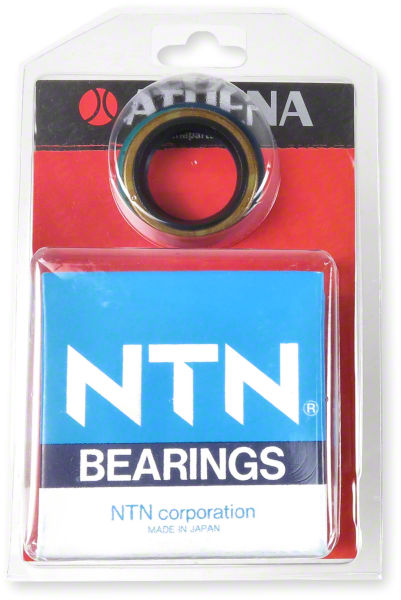 ATHENA
NTN®
BEARINGS
NTN corporation
MADE IN JAPAN